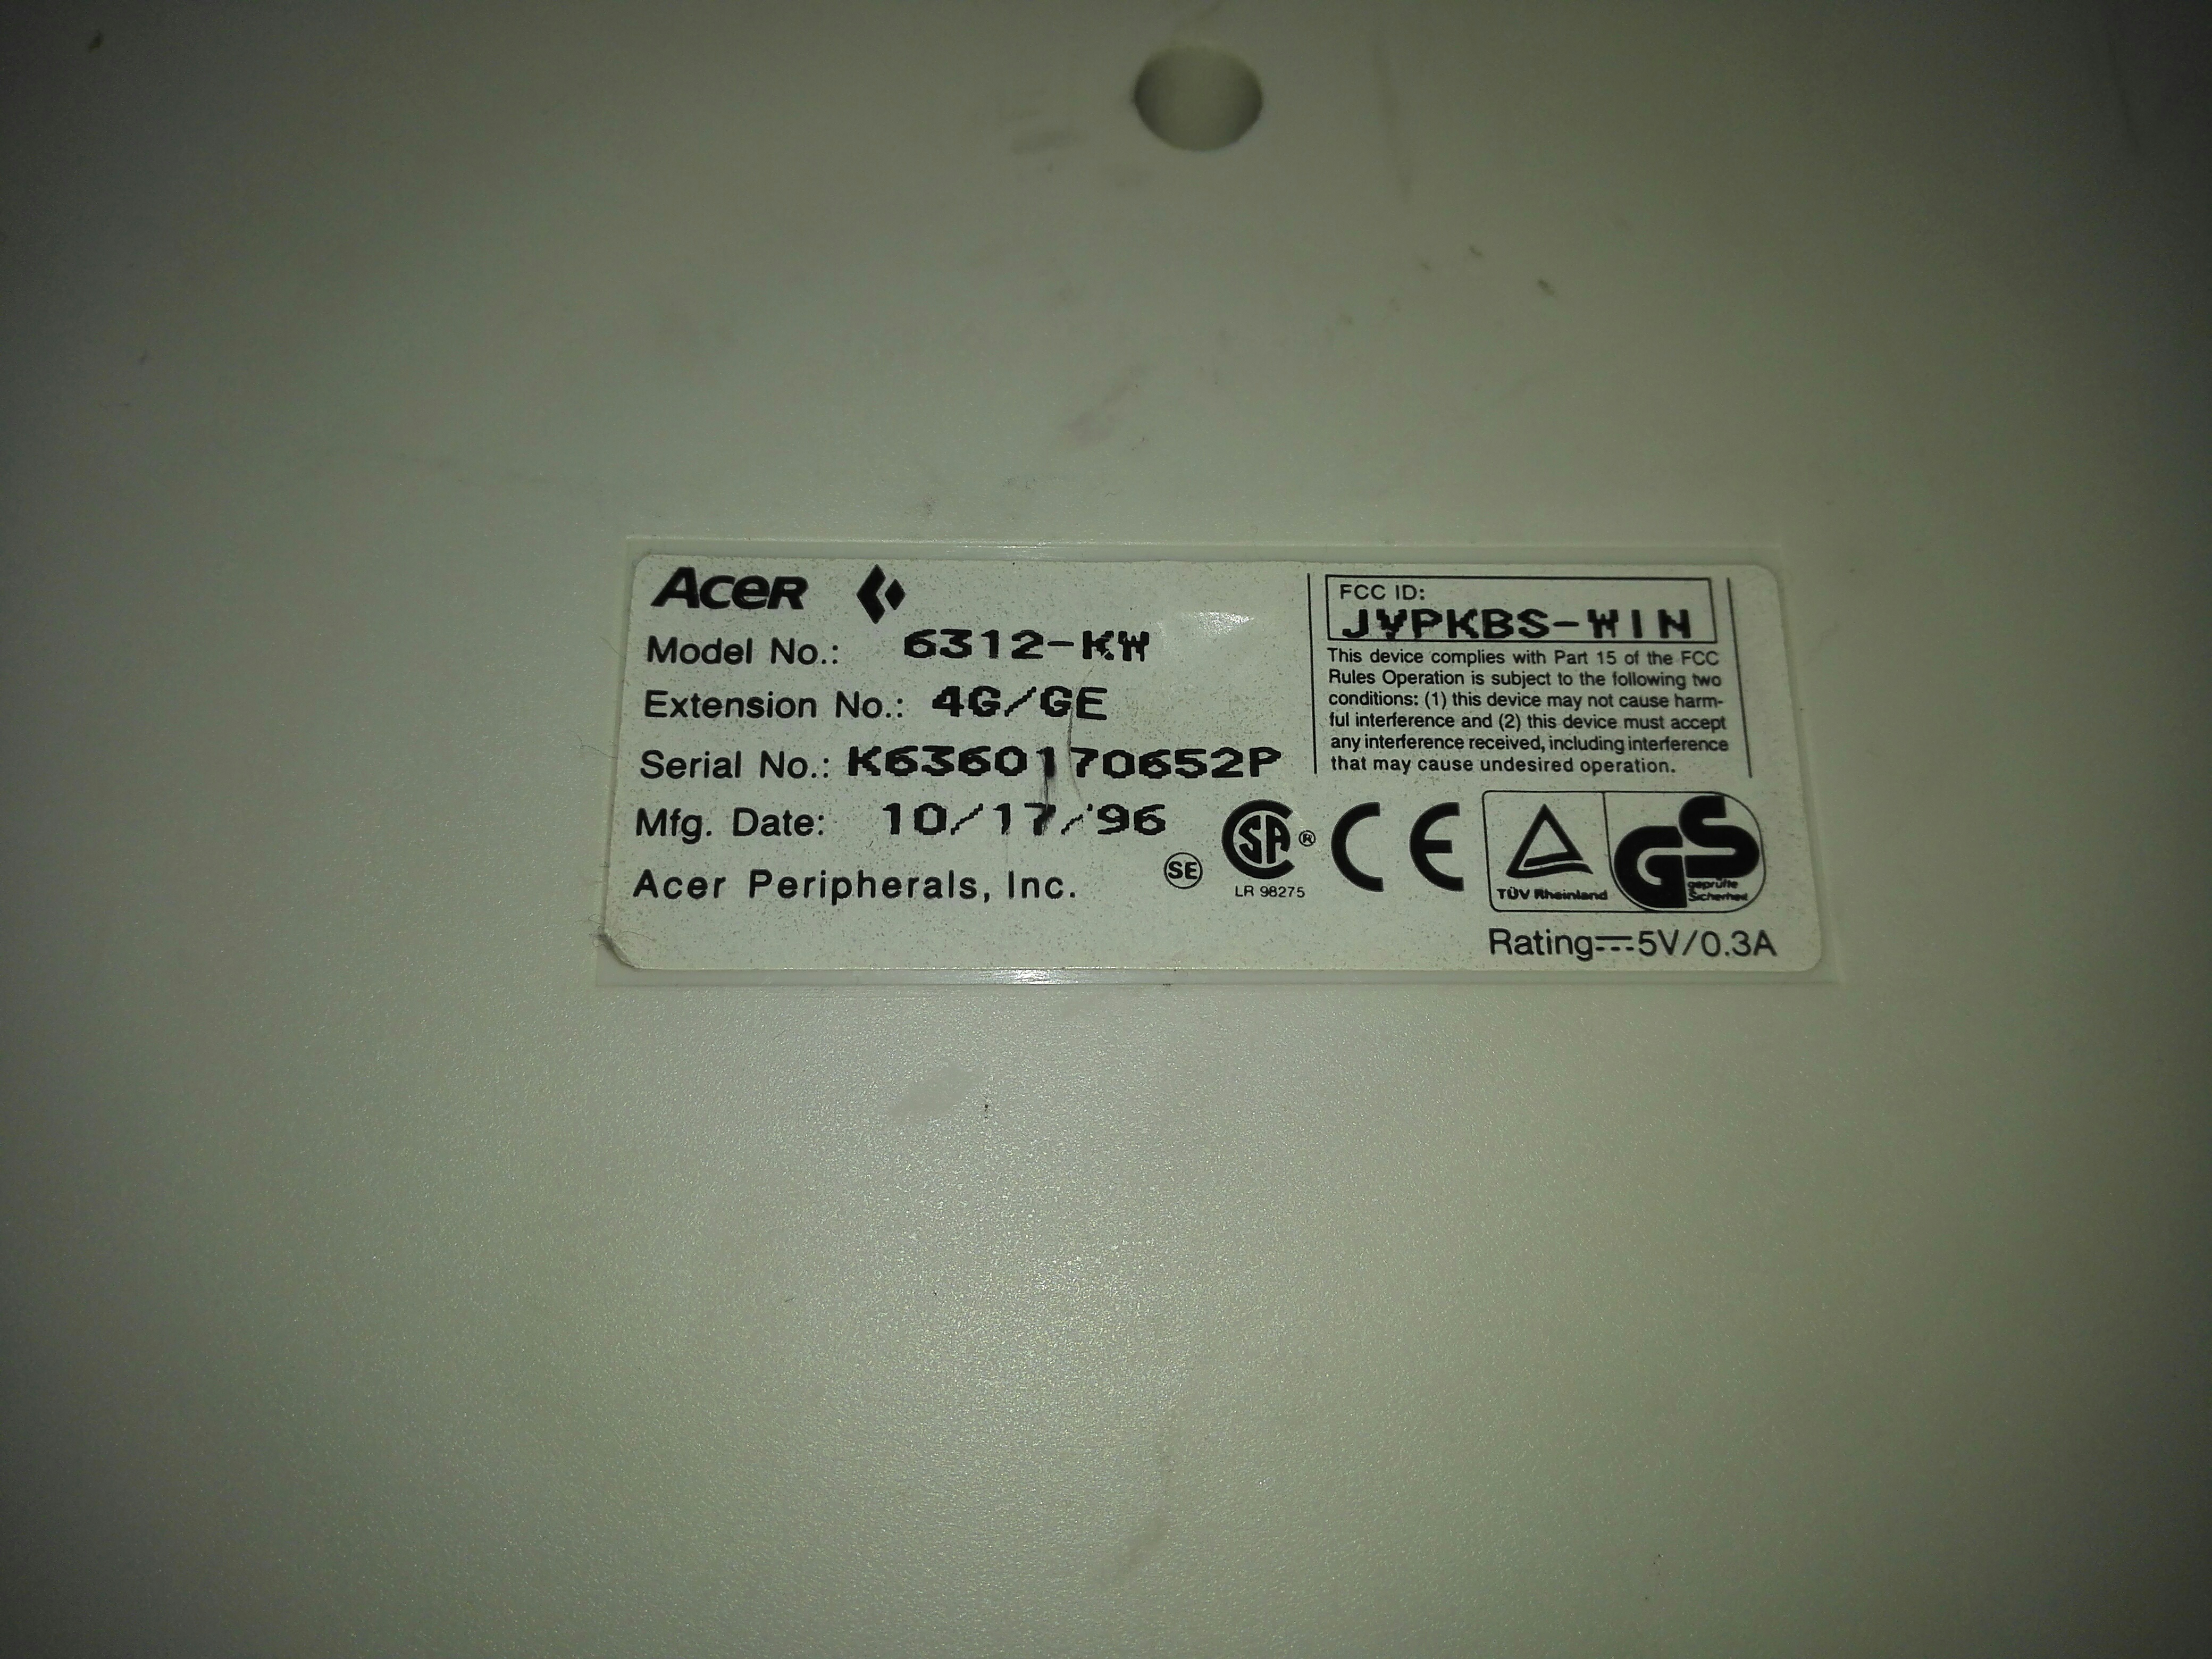 Acer
Model No.: 6312-KW
Extension No.: 4G/GE
Serial No.: K6360170652P
Mfg. Date: 10/17/'96
Acer Peripherals, Inc.
SE
SA ®
LR 98275
CE
FCC ID:
JVPKBS-WIN
This device complies with Part 15 of the FCC
Rules Operation is subject to the following two
conditions: (1) this device may not cause harm-
ful interference and (2) this device must accept
any interference received, including interference
that may cause undesired operation.
TÜV Rheinland
GS
geprüfte
Sicherheit
Rating⎓5V/0.3A